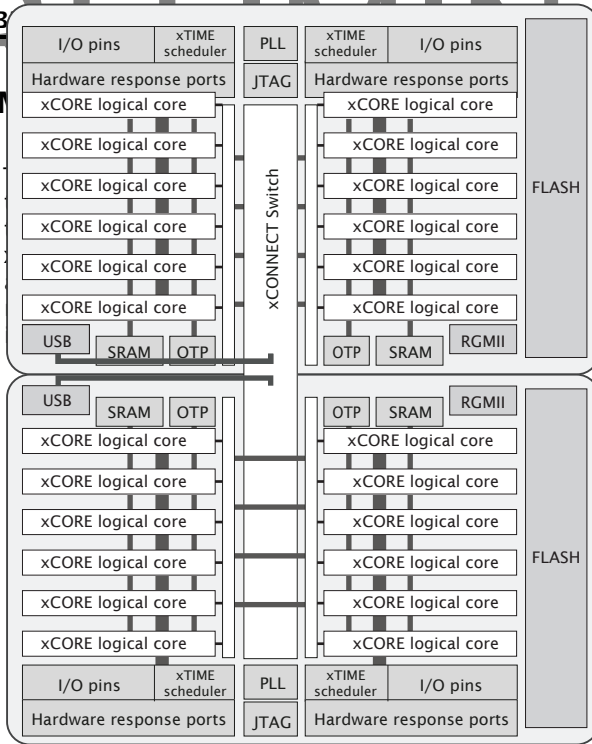 I/O pins
xTIME scheduler
PLL
xTIME scheduler
I/O pins
Hardware response ports
JTAG
Hardware response ports
xCORE logical core
xCORE logical core
xCORE logical core
xCORE logical core
xCORE logical core
xCORE logical core
xCONNECT Switch
xCORE logical core
xCORE logical core
xCORE logical core
xCORE logical core
xCORE logical core
xCORE logical core
FLASH
USB
SRAM
OTP
OTP
SRAM
RGMII
USB
SRAM
OTP
OTP
SRAM
RGMII
xCORE logical core
xCORE logical core
xCORE logical core
xCORE logical core
xCORE logical core
xCORE logical core
xCORE logical core
xCORE logical core
xCORE logical core
xCORE logical core
xCORE logical core
xCORE logical core
FLASH
I/O pins
xTIME scheduler
PLL
xTIME scheduler
I/O pins
Hardware response ports
JTAG
Hardware response ports